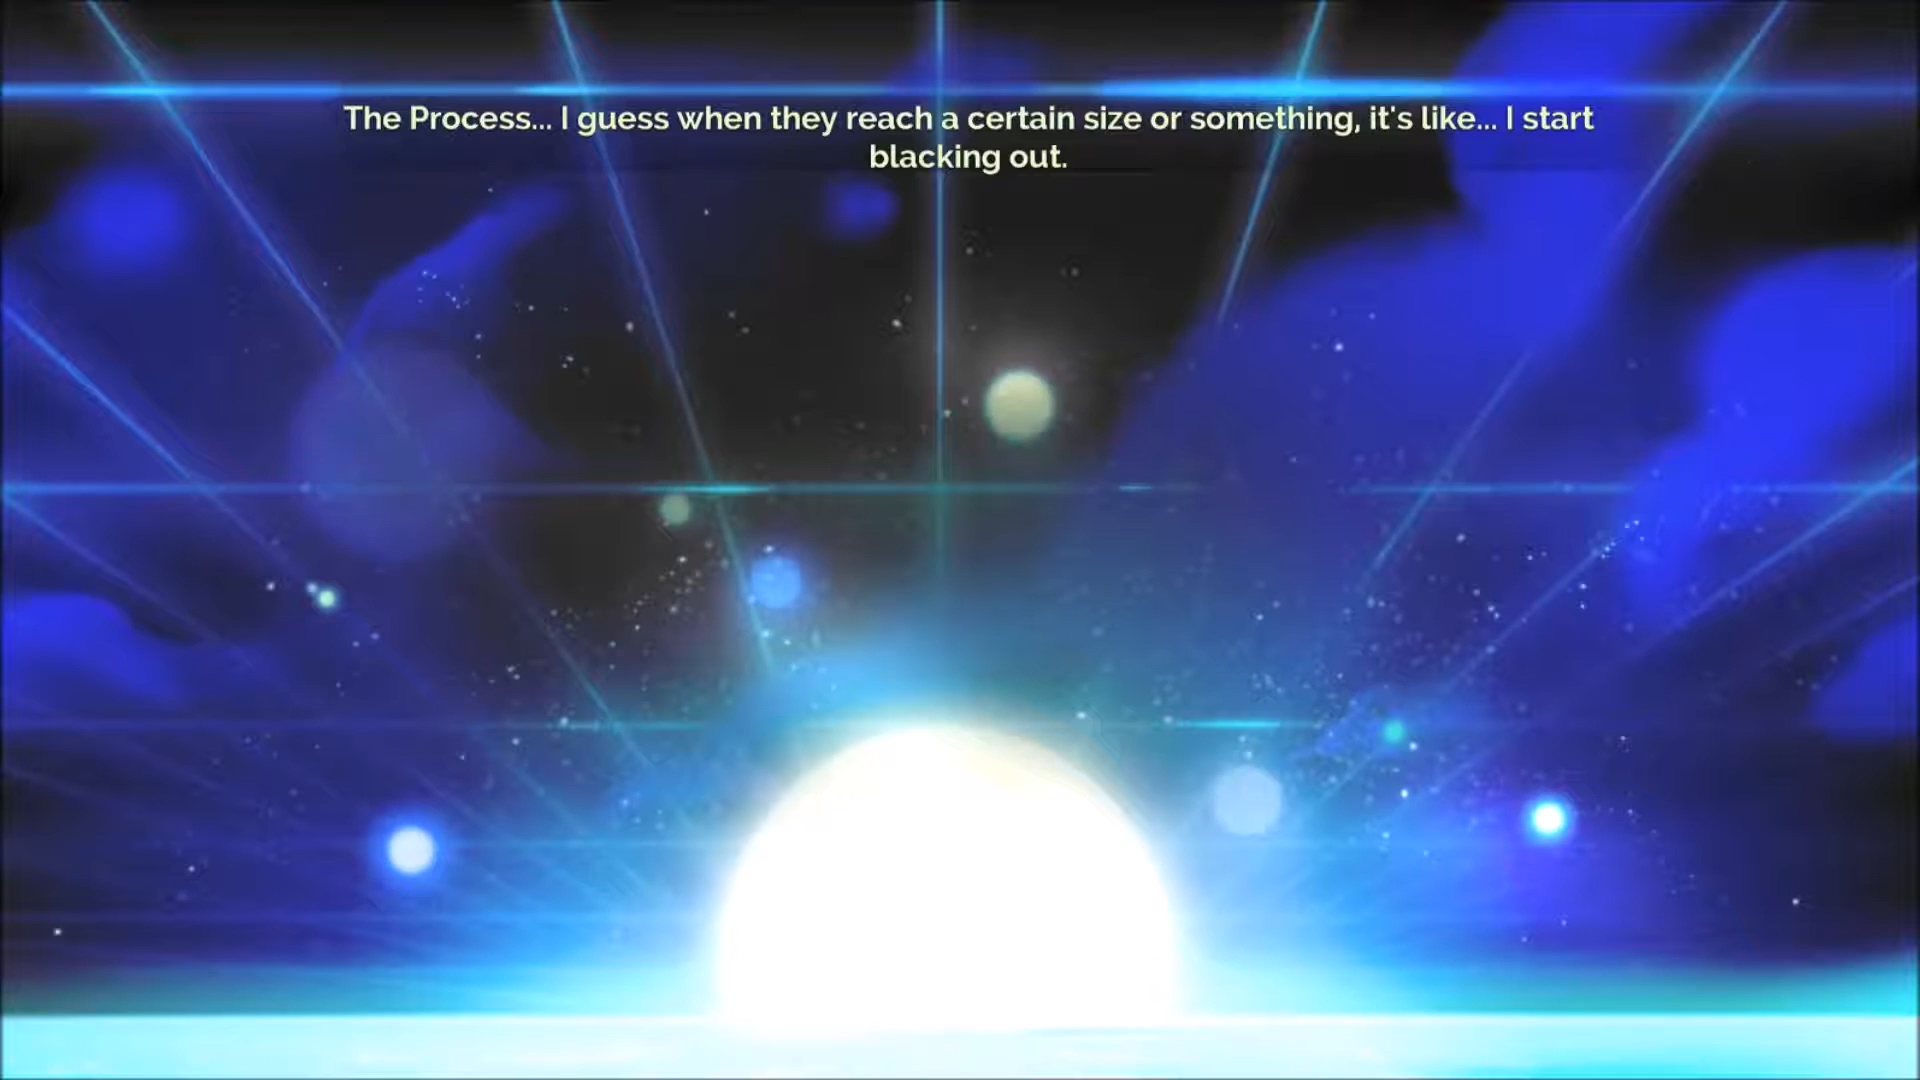 The Process... I guess when they reach a certain size or something, it's like... I start
blacking out.